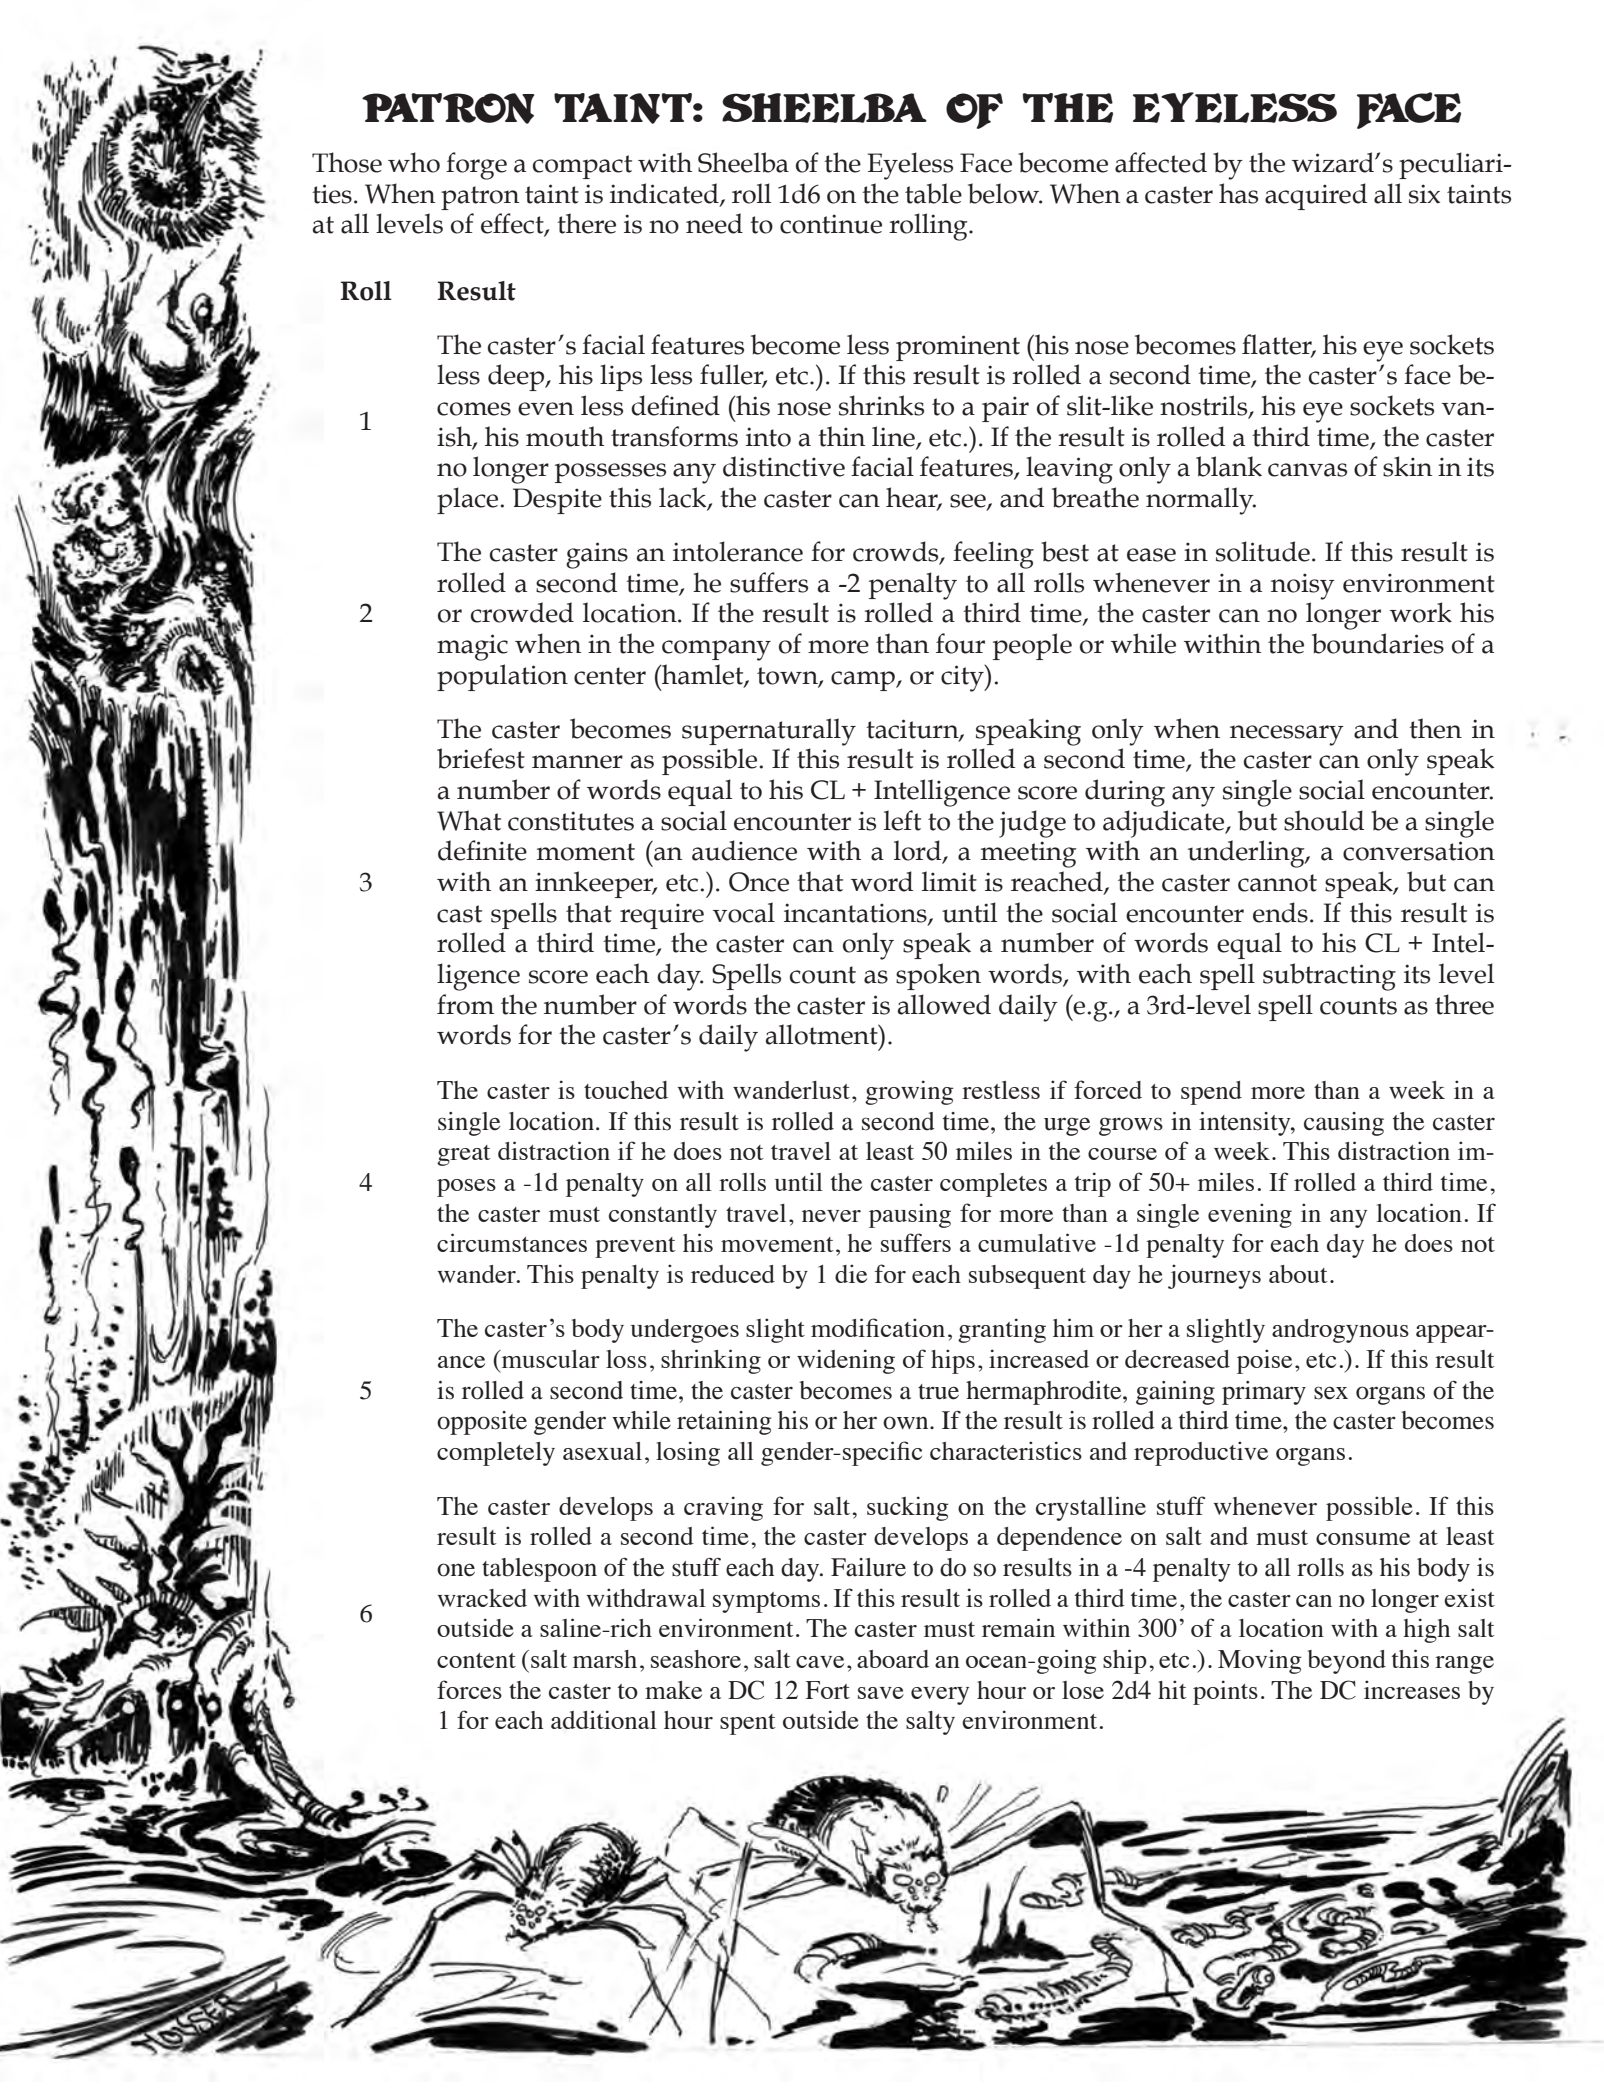 PATRON TAINT: SHEELBA OF THE EYELESS FACE
Those who forge a compact with Sheelba of the Eyeless Face become affected by the wizard's peculiari-
ties. When patron taint is indicated, roll 1d6 on the table below. When a caster has acquired all six taints
at all levels of effect, there is no need to continue rolling.
Roll Result
The caster's facial features become less prominent (his nose becomes flatter, his eye sockets
less deep, his lips less fuller, etc.). If this result is rolled a second time, the caster's face be-
comes even less defined (his nose shrinks to a pair of slit-like nostrils, his eye sockets van-
1
ish, his mouth transforms into a thin line, etc.). If the result is rolled a third time, the caster
no longer possesses any distinctive facial features, leaving only a blank canvas of skin in its
place. Despite this lack, the caster can hear, see, and breathe normally.
The caster gains an intolerance for crowds, feeling best at ease in solitude. If this result is
rolled a second time, he suffers a -2 penalty to all rolls whenever in a noisy environment
2 or crowded location. If the result is rolled a third time, the caster can no longer work his
magic when in the company of more than four people or while within the boundaries of a
population center (hamlet, town, camp, or city).
The caster becomes supernaturally taciturn, speaking only when necessary and then in
briefest manner as possible. If this result is rolled a second time, the caster can only speak
a number of words equal to his CL + Intelligence score during any single social encounter.
What constitutes a social encounter is left to the judge to adjudicate, but should be a single
definite moment (an audience with a lord, a meeting with an underling, a conversation
3 with an innkeeper, etc.). Once that word limit is reached, the caster cannot speak, but can
cast spells that require vocal incantations, until the social encounter ends. If this result is
rolled a third time, the caster can only speak a number of words equal to his CL + Intel-
ligence score each day. Spells count as spoken words, with each spell subtracting its level
from the number of words the caster is allowed daily (e.g., a 3rd-level spell counts as three
words for the caster's daily allotment).
The caster is touched with wanderlust, growing restless if forced to spend more than a week in a
single location. If this result is rolled a second time, the urge grows in intensity, causing the caster
great distraction if he does not travel at least 50 miles in the course of a week. This distraction im-
4 poses a -1d penalty on all rolls until the caster completes a trip of 50+ miles. If rolled a third time,
the caster must constantly travel, never pausing for more than a single evening in any location. If
circumstances prevent his movement, he suffers a cumulative -1d penalty for each day he does not
wander. This penalty is reduced by 1 die for each subsequent day he journeys about.
The caster's body undergoes slight modification, granting him or her a slightly androgynous appear-
ance (muscular loss, shrinking or widening of hips, increased or decreased poise, etc.). If this result
5 is rolled a second time, the caster becomes a true hermaphrodite, gaining primary sex organs of the
opposite gender while retaining his or her own. If the result is rolled a third time, the caster becomes
completely asexual, losing all gender-specific characteristics and reproductive organs.
The caster develops a craving for salt, sucking on the crystalline stuff whenever possible. If this
result is rolled a second time, the caster develops a dependence on salt and must consume at least
one tablespoon of the stuff each day. Failure to do so results in a -4 penalty to all rolls as his body is
wracked with withdrawal symptoms. If this result is rolled a third time, the caster can no longer exist
6
outside a saline-rich environment. The caster must remain within 300' of a location with a high salt
content (salt marsh, seashore, salt cave, aboard an ocean-going ship, etc.). Moving beyond this range
forces the caster to make a DC 12 Fort save every hour or lose 2d4 hit points. The DC increases by
1 for each additional hour spent outside the salty environment.
HOUSER